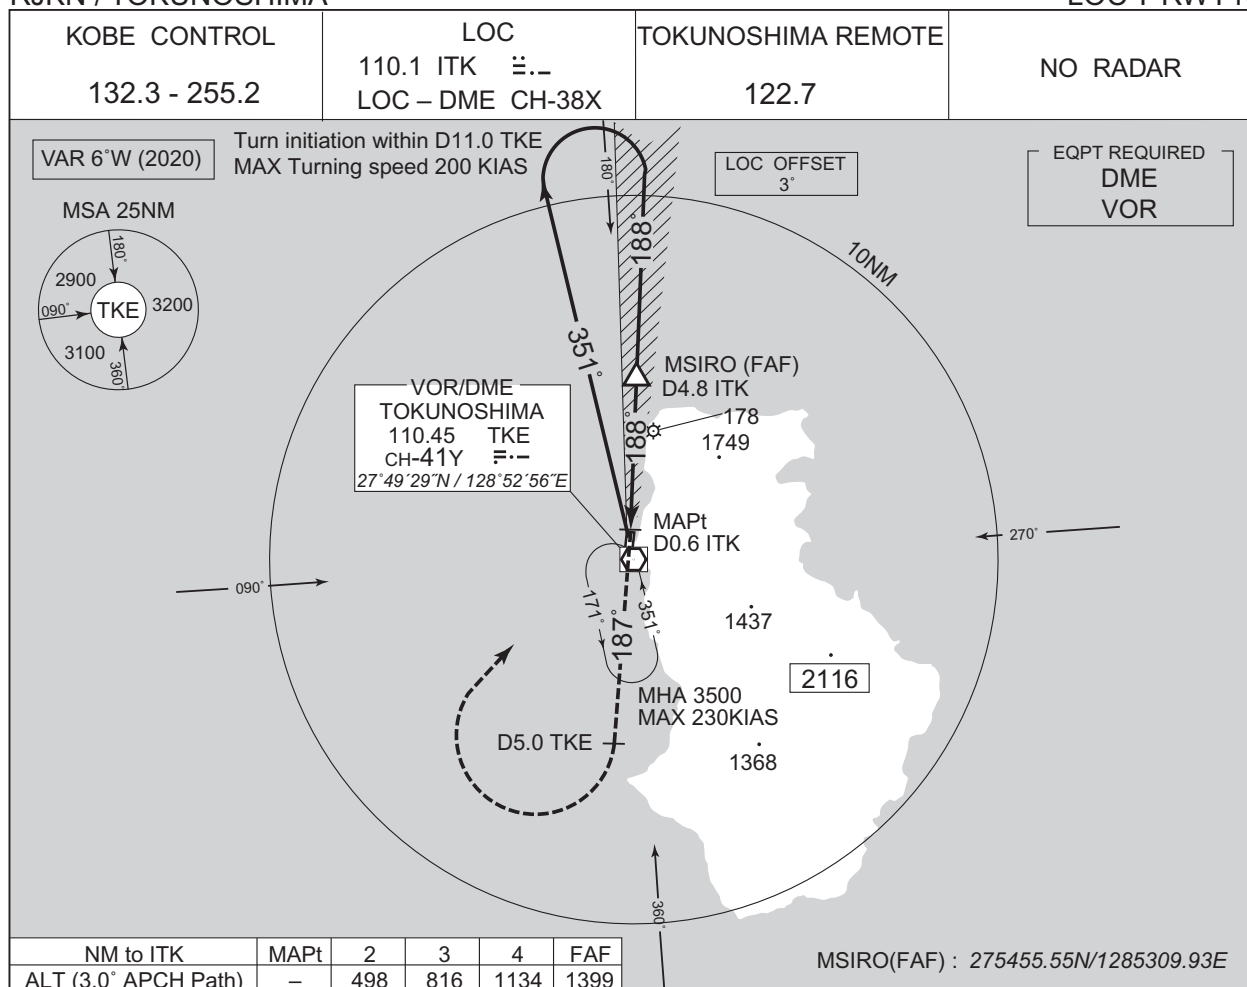 RJKN / TOKUNOSHIMA
KOBE CONTROL
132.3 - 255.2
LOC
110.1 ITK
LOC – DME CH-38X
TOKUNOSHIMA REMOTE
122.7
NO RADAR
VAR 6˚W (2020)
Turn initiation within D11.0 TKE
MAX Turning speed 200 KIAS
LOC OFFSET
3˚
EQPT REQUIRED
DME
VOR
MSA 25NM
180˚
2900
090˚
TKE
3200
3100
360˚
180˚
188˚
10NM
351˚
MSIRO (FAF)
D4.8 ITK
188˚
178
1749
VOR/DME
TOKUNOSHIMA
110.45 TKE
CH-41Y
27˚49´29˝N / 128˚52´56˝E
MAPt
D0.6 ITK
270˚
090˚
171˚
187˚
351˚
1437
2116
MHA 3500
MAX 230KIAS
D5.0 TKE
1368
360˚
NM to ITK MAPt 2 3 4 FAF
ALT (3.0˚ APCH Path) – 498 816 1134 1399
MSIRO(FAF) : 275455.55N/1285309.93E